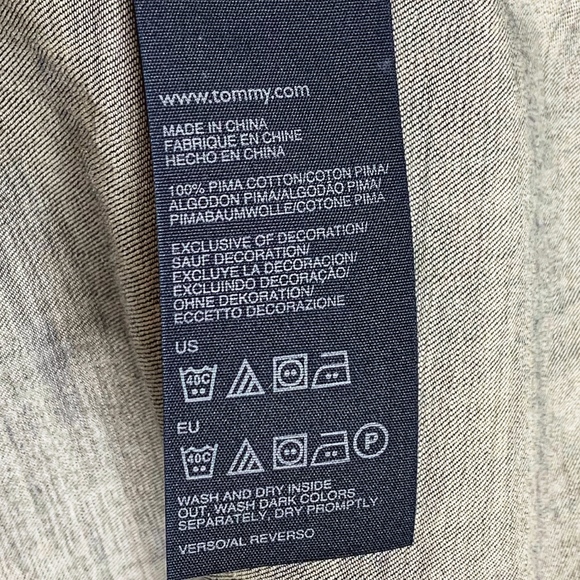 www.tommy.com
MADE IN CHINA
FABRIQUE EN CHINE
HECHO EN CHINA
100% PIMA COTTON/COTON PIMA/
ALGODON PIMA/ALGODÃO PIMA/
PIMABAUMWOLLE/COTONE PIMA
EXCLUSIVE OF DECORATION/
SAUF DECORATION/
EXCLUYE LA DECORACION/
EXCLUINDO DECORAÇÃO/
OHNE DEKORATION/
ECCETTO DECORAZIONE
US
40C
EU
40C P
WASH AND DRY INSIDE
OUT, WASH DARK COLORS
SEPARATELY, DRY PROMPTLY
VERSO/AL REVERSO